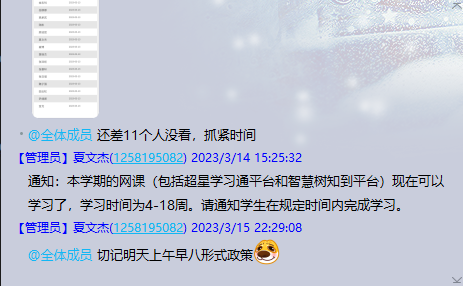 @全体成员 还差11个人没看，抓紧时间
【管理员】夏文杰(1258195082) 2023/3/14 15:25:32
通知：本学期的网课（包括超星学习通平台和智慧树知到平台）现在可以
学习了，学习时间为4-18周。请通知学生在规定时间内完成学习。
【管理员】夏文杰(1258195082) 2023/3/15 22:29:08
@全体成员 切记明天上午早八形式政策